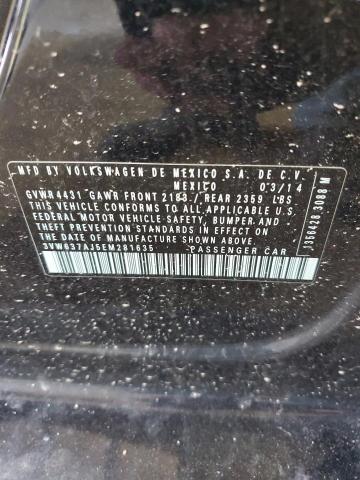 MFD BY VOLKSWAGEN DE MEXICO S.A. DE C.V.
MEXICO 03/14
GVWR 4431 GAWR FRONT 2183 / REAR 2359 LBS
THIS VEHICLE CONFORMS TO ALL APPLICABLE U.S
FEDERAL MOTOR VEHICLE SAFETY, BUMPER, AND
THEFT PREVENTION STANDARDS IN EFFECT ON
THE DATE OF MANUFACTURE SHOWN ABOVE
3VW637AJ5EM281635 PASSENGER CAR
J356428 3088 M